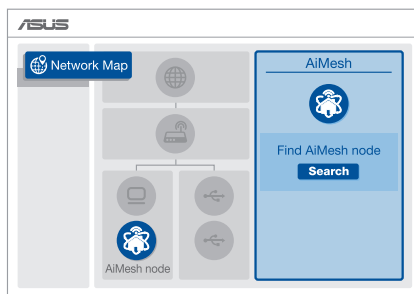 ASUS
Network Map
AiMesh
Find AiMesh node
Search
AiMesh node